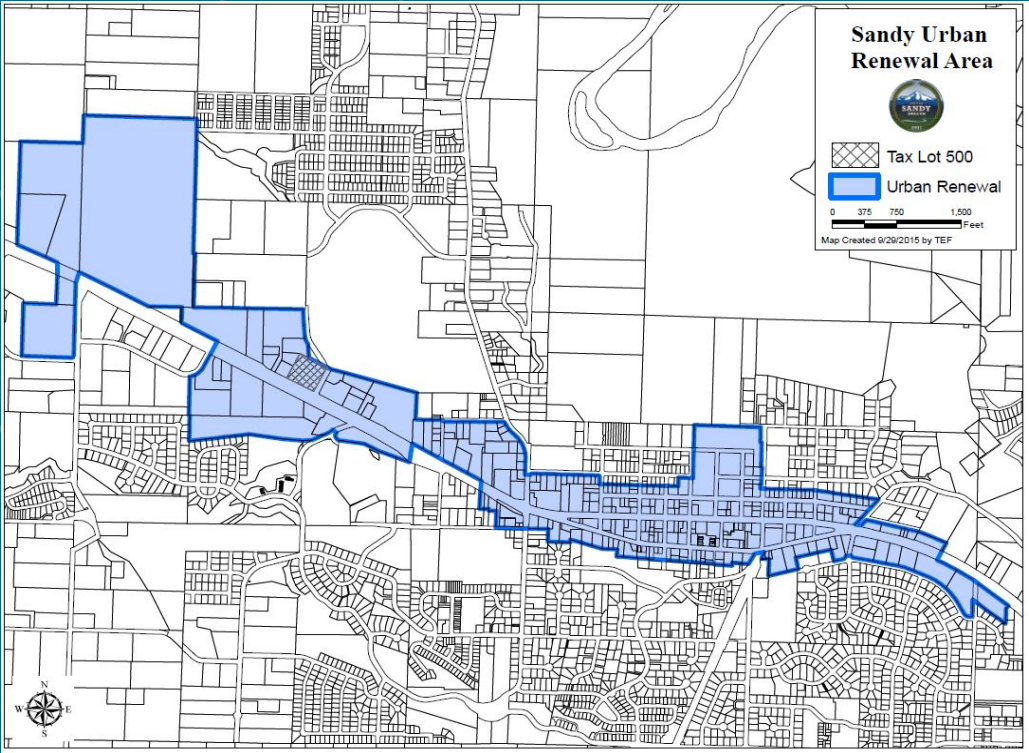 Sandy Urban
Renewal Area
SANDY
1911
Tax Lot 500
Urban Renewal
0 375 750 1,500
Feet
Map Created 9/29/2015 by TEF
N
W E
S